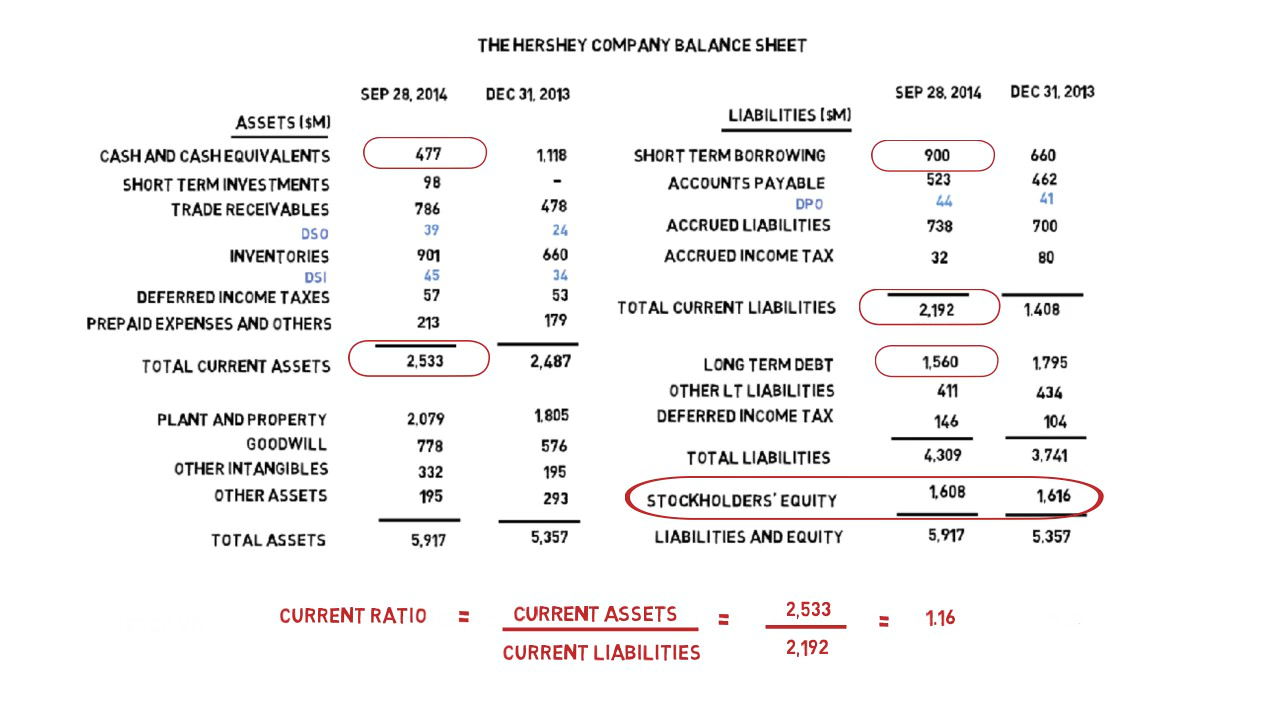 THE HERSHEY COMPANY BALANCE SHEET
SEP 28, 2014 DEC 31, 2013
ASSETS ($M)
CASH AND CASH EQUIVALENTS 477 1,118
SHORT TERM INVESTMENTS 98 –
TRADE RECEIVABLES 786 478
DSO 39 24
INVENTORIES 901 660
DSI 45 34
DEFERRED INCOME TAXES 57 53
PREPAID EXPENSES AND OTHERS 213 179
TOTAL CURRENT ASSETS 2,533 2,487
PLANT AND PROPERTY 2,079 1,805
GOODWILL 778 576
OTHER INTANGIBLES 332 195
OTHER ASSETS 195 293
TOTAL ASSETS 5,917 5,357
SEP 28, 2014 DEC 31, 2013
LIABILITIES ($M)
SHORT TERM BORROWING 900 660
ACCOUNTS PAYABLE 523 462
DPO 44 41
ACCRUED LIABILITIES 738 700
ACCRUED INCOME TAX 32 80
TOTAL CURRENT LIABILITIES 2,192 1,408
LONG TERM DEBT 1,560 1,795
OTHER LT LIABILITIES 411 434
DEFERRED INCOME TAX 146 104
TOTAL LIABILITIES 4,309 3,741
STOCKHOLDERS' EQUITY 1,608 1,616
LIABILITIES AND EQUITY 5,917 5,357
CURRENT RATIO = CURRENT ASSETS = 2,533 = 1.16
CURRENT LIABILITIES 2,192